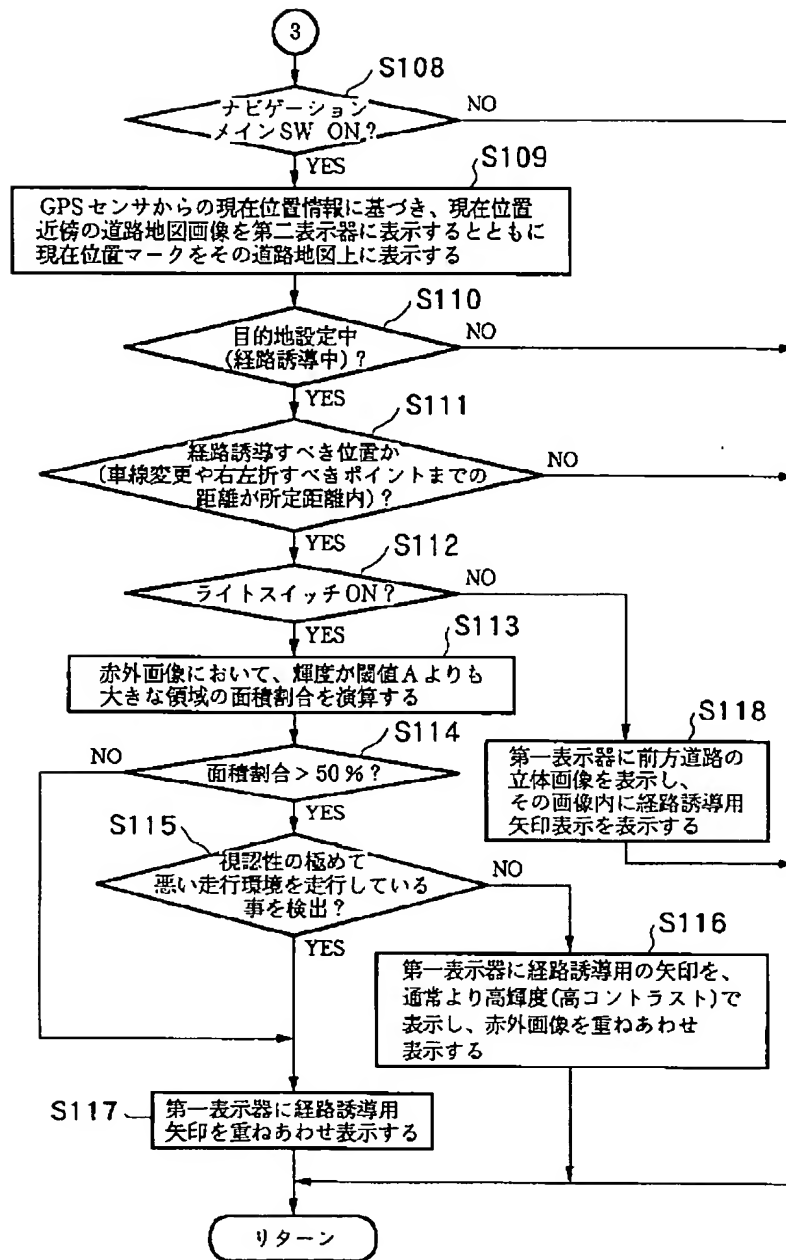 3
S108
ナビゲーション
メインSW ON?
NO
YES
S109
GPSセンサからの現在位置情報に基づき、現在位置
近傍の道路地図画像を第二表示器に表示するとともに
現在位置マークをその道路地図上に表示する
S110
目的地設定中
(経路誘導中)?
NO
YES
S111
経路誘導すべき位置か
(車線変更や右左折すべきポイントまでの
距離が所定距離内)?
NO
YES
S112
ライトスイッチON?
NO
YES
S113
赤外画像において、輝度が閾値Aよりも
大きな領域の面積割合を演算する
S114
面積割合>50%?
NO
YES
S118
第一表示器に前方道路の
立体画像を表示し、
その画像内に経路誘導用
矢印表示を表示する
S115
視認性の極めて
悪い走行環境を走行している
事を検出?
NO
YES
S116
第一表示器に経路誘導用の矢印を、
通常より高輝度(高コントラスト)で
表示し、赤外画像を重ねあわせ
表示する
S117
第一表示器に経路誘導用
矢印を重ねあわせ表示する
リターン